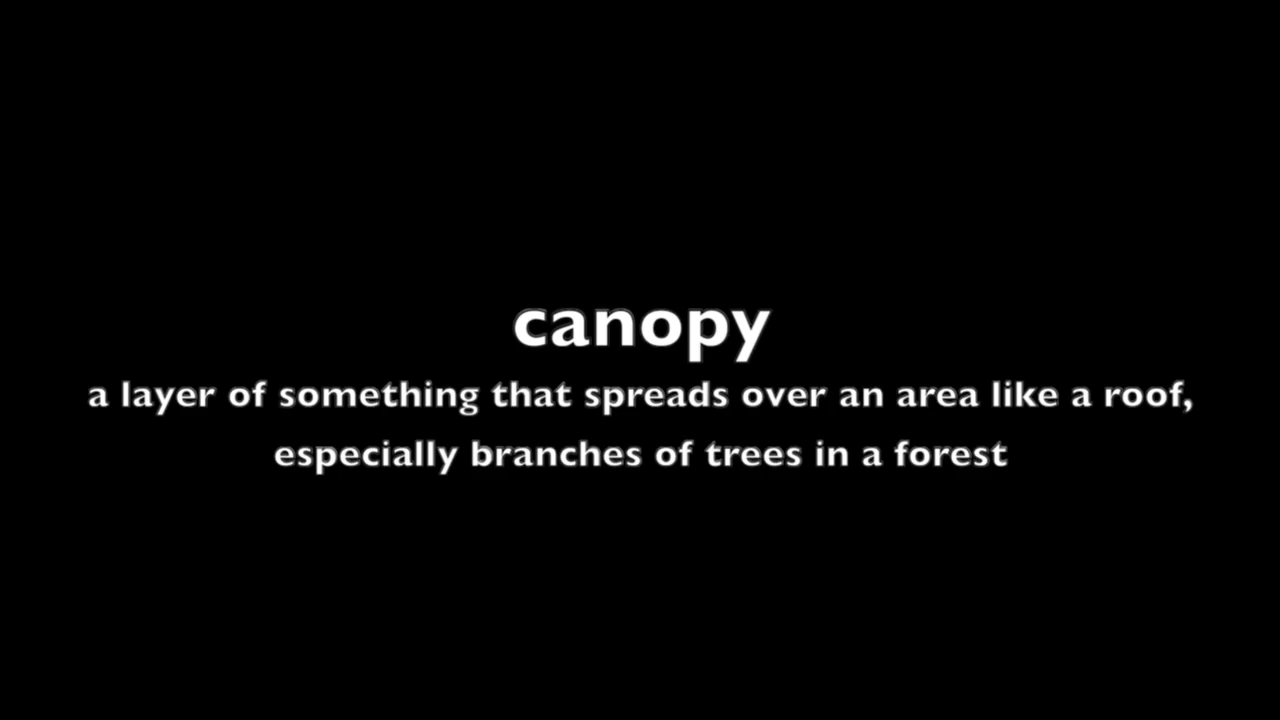 canopy
a layer of something that spreads over an area like a roof,
especially branches of trees in a forest